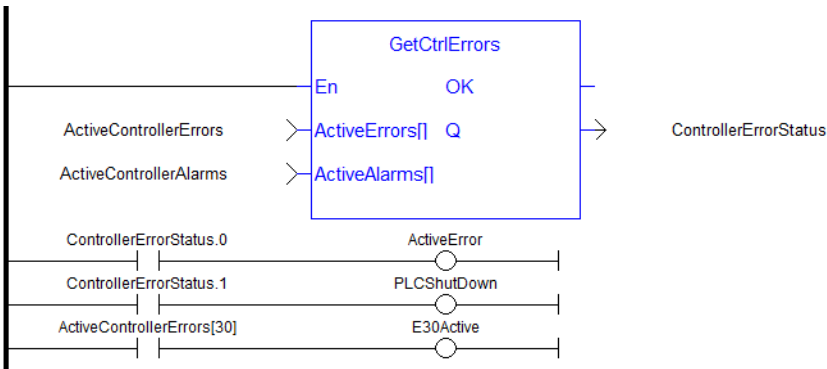 GetCtrlErrors
En OK
ActiveControllerErrors ActiveErrors[] Q ControllerErrorStatus
ActiveControllerAlarms ActiveAlarms[]
ControllerErrorStatus.0 ActiveError
ControllerErrorStatus.1 PLCShutDown
ActiveControllerErrors[30] E30Active